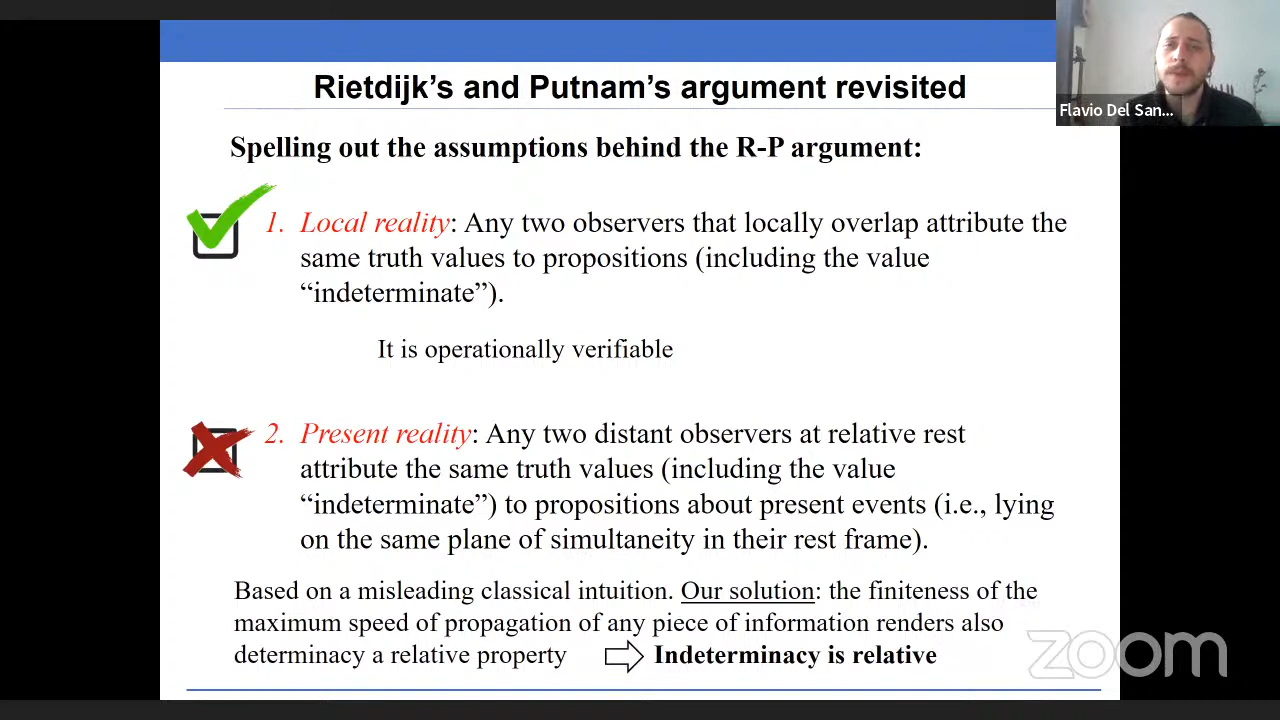 Rietdijk’s and Putnam’s argument revisited
Flavio Del San...
Spelling out the assumptions behind the R-P argument:
1. Local reality: Any two observers that locally overlap attribute the
same truth values to propositions (including the value
“indeterminate”).
It is operationally verifiable
2. Present reality: Any two distant observers at relative rest
attribute the same truth values (including the value
“indeterminate”) to propositions about present events (i.e., lying
on the same plane of simultaneity in their rest frame).
Based on a misleading classical intuition. Our solution: the finiteness of the
maximum speed of propagation of any piece of information renders also
determinacy a relative property Indeterminacy is relative
zoom